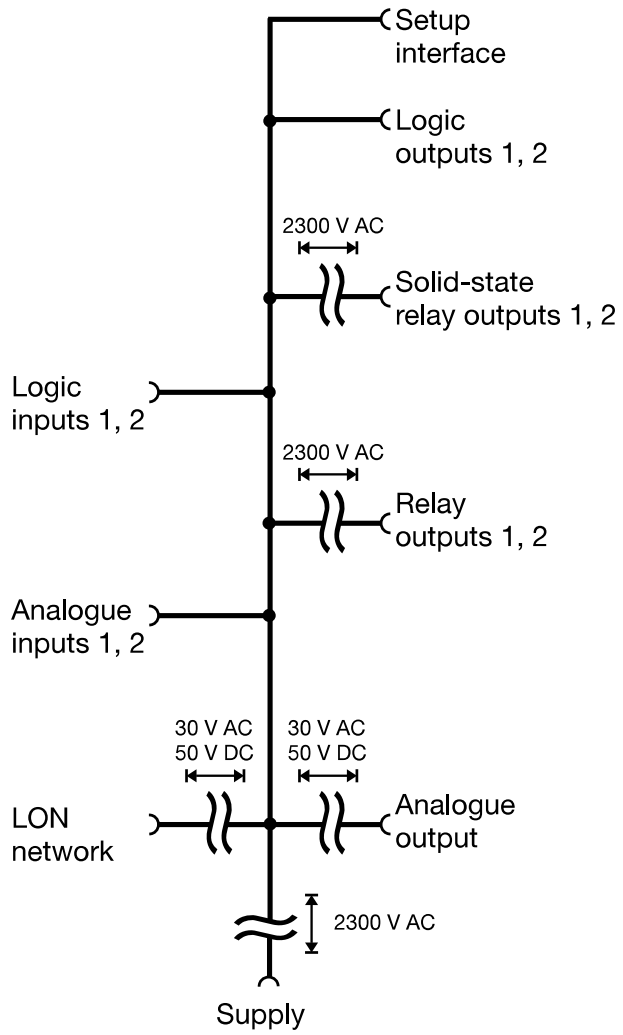 Setup
interface
Logic
outputs 1, 2
2300 V AC
Solid-state
relay outputs 1, 2
Logic
inputs 1, 2
2300 V AC
Relay
outputs 1, 2
Analogue
inputs 1, 2
30 V AC
50 V DC
30 V AC
50 V DC
LON
network
Analogue
output
2300 V AC
Supply